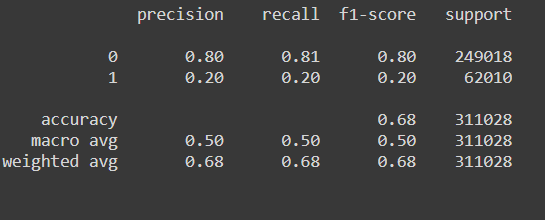 precision recall f1-score support
0 0.80 0.81 0.80 249018
1 0.20 0.20 0.20 62010
accuracy 0.68 311028
macro avg 0.50 0.50 0.50 311028
weighted avg 0.68 0.68 0.68 311028